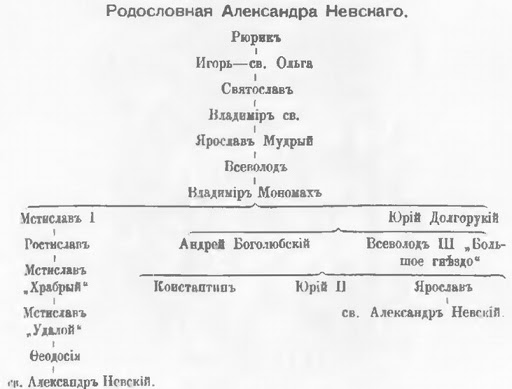 Родословная Александра Невскаго.
Рюрикъ
Игорь—св. Ольга
Святославъ
Владиміръ св.
Ярославъ Мудрый
Всеволодъ
Владиміръ Мономахъ
Мстиславъ I Юрій Долгорукій
Ростиславъ Андрей Боголюбскій Всеволодъ III „Боль-
шое гнѣздо“
Мстиславъ
„Храбрый“ Константинъ Юрій II Ярославъ
Мстиславъ св. Александръ Невскій.
„Удалой“
Ѳеодосія
св. Александръ Невскій.